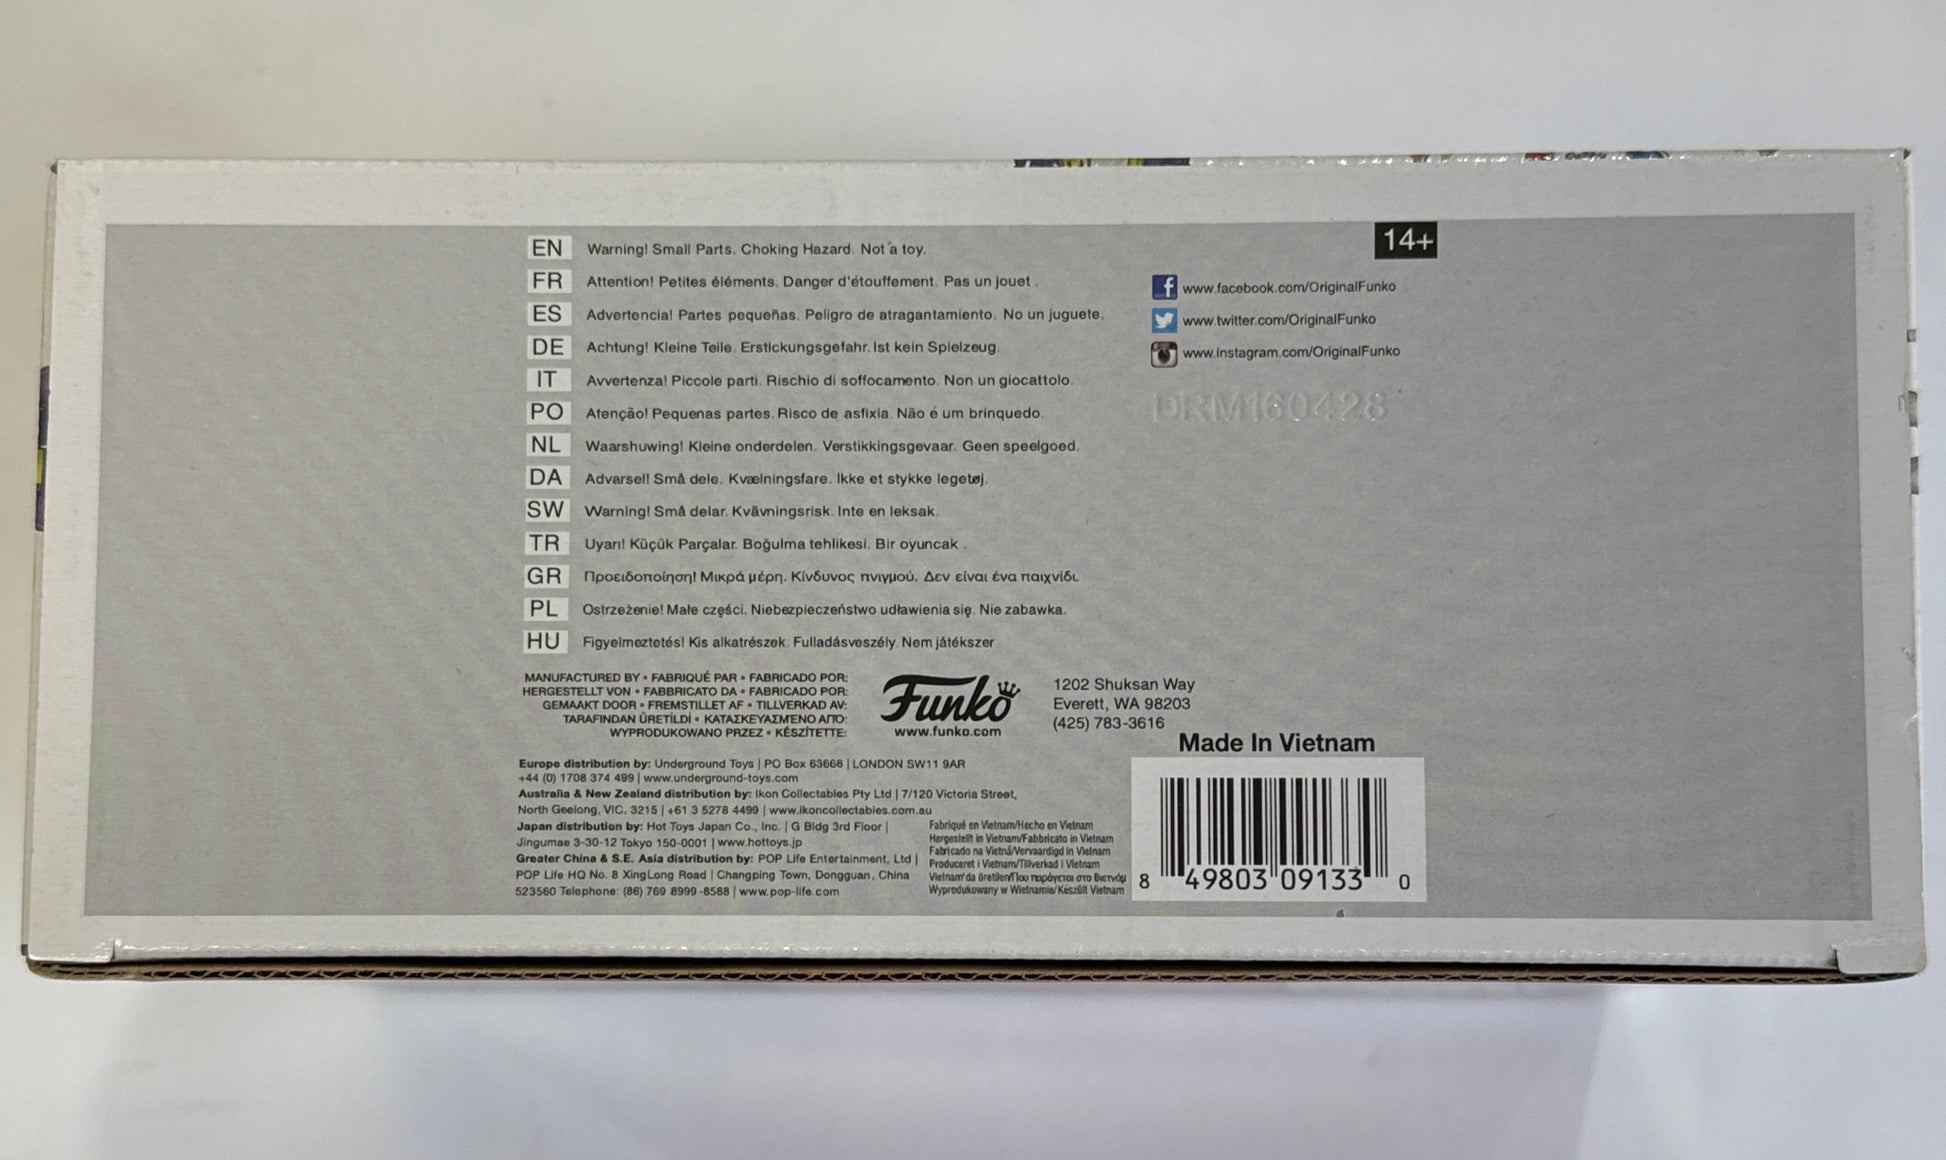 EN Warning! Small Parts. Choking Hazard. Not a toy.
FR Attention! Petites éléments. Danger d'étouffement. Pas un jouet .
ES Advertencia! Partes pequeñas. Peligro de atragantamiento. No un juguete.
DE Achtung! Kleine Teile. Erstickungsgefahr. Ist kein Spielzeug.
IT Avvertenza! Piccole parti. Rischio di soffocamento. Non un giocattolo.
PO Atenção! Pequenas partes. Risco de asfixia. Não é um brinquedo.
NL Waarshuwing! Kleine onderdelen. Verstikkingsgevaar. Geen speelgoed.
DA Advarsel! Små dele. Kvælningsfare. Ikke et stykke legetøj.
SW Warning! Små delar. Kvävningsrisk. Inte en leksak.
TR Uyarı! Küçük Parçalar. Boğulma tehlikesi. Bir oyuncak .
GR Προειδοποίηση! Μικρά μέρη. Κίνδυνος πνιγμού. Δεν είναι ένα παιχνίδι.
PL Ostrzeżenie! Małe części. Niebezpieczeństwo udławienia się. Nie zabawka.
HU Figyelmeztetés! Kis alkatrészek. Fulladásveszély. Nem játékszer
14+
www.facebook.com/OriginalFunko
www.twitter.com/OriginalFunko
www.instagram.com/OriginalFunko
DRM160428
MANUFACTURED BY • FABRIQUÉ PAR • FABRICADO POR:
HERGESTELLT VON • FABBRICATO DA • FABRICADO POR:
GEMAAKT DOOR • FREMSTILLET AF • TILLVERKAD AV:
TARAFINDAN ÜRETİLDİ • ΚΑΤΑΣΚΕΥΑΣΜΈΝΟ ΑΠΌ:
WYPRODUKOWANO PRZEZ • KÉSZÍTETTE:
Funko
www.funko.com
1202 Shuksan Way
Everett, WA 98203
(425) 783-3616
Made In Vietnam
Europe distribution by: Underground Toys | PO Box 63668 | LONDON SW11 9AR
+44 (0) 1708 374 499 | www.underground-toys.com
Australia & New Zealand distribution by: Ikon Collectables Pty Ltd | 7/120 Victoria Street,
North Geelong, VIC, 3215 | +61 3 5278 4499 | www.ikoncollectables.com.au
Japan distribution by: Hot Toys Japan Co., Inc. | G Bldg 3rd Floor |
Jingumae 3-30-12 Tokyo 150-0001 | www.hottoys.jp
Greater China & S.E. Asia distribution by: POP Life Entertainment, Ltd |
POP Life HQ No. 8 XingLong Road | Changping Town, Dongguan, China
523560 Telephone: (86) 769 8999-8588 | www.pop-life.com
Fabriqué en Vietnam/Hecho en Vietnam
Hergestellt in Vietnam/Fabbricato in Vietnam
Fabricado na Vietnã/Vervaardigd in Vietnam
Produceret i Vietnam/Tillverkad i Vietnam
Vietnam'da üretilen/Που παράγεται στο Βιετνάμ
Wyprodukowany w Wietnamie/Készült Vietnam
8 49803 09133 0